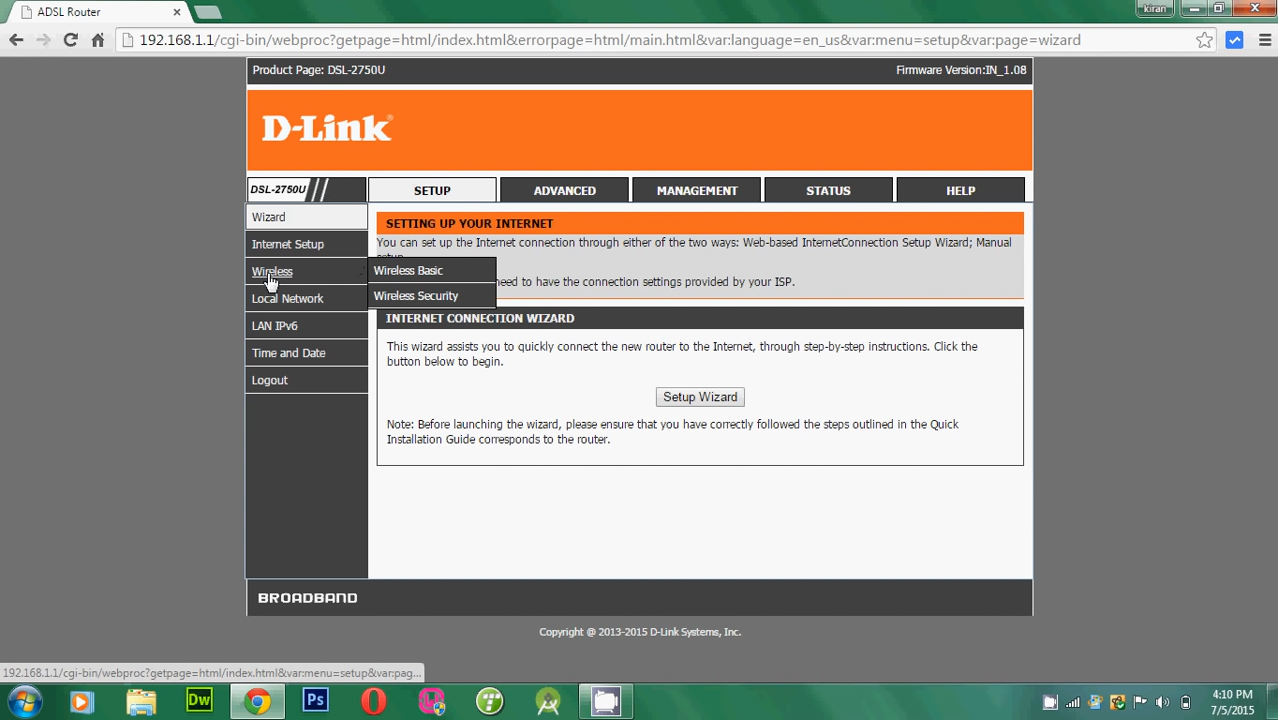 ADSL Router
kiran
192.168.1.1/cgi-bin/webproc?getpage=html/index.html&errorpage=html/main.html&var:language=en_us&var:menu=setup&var:page=wizard
Product Page: DSL-2750U
Firmware Version:IN_1.08
D-Link
DSL-2750U
SETUP
ADVANCED
MANAGEMENT
STATUS
HELP
Wizard
Internet Setup
Wireless
Local Network
LAN IPv6
Time and Date
Logout
Wireless Basic
Wireless Security
SETTING UP YOUR INTERNET
You can set up the Internet connection through either of the two ways: Web-based InternetConnection Setup Wizard; Manual
need to have the connection settings provided by your ISP.
INTERNET CONNECTION WIZARD
This wizard assists you to quickly connect the new router to the Internet, through step-by-step instructions. Click the
button below to begin.
Setup Wizard
Note: Before launching the wizard, please ensure that you have correctly followed the steps outlined in the Quick
Installation Guide corresponds to the router.
BROADBAND
Copyright @ 2013-2015 D-Link Systems, Inc.
192.168.1.1/cgi-bin/webproc?getpage=html/index.html&var:menu=setup&var:pag...
Dw
Ps
4:10 PM
7/5/2015